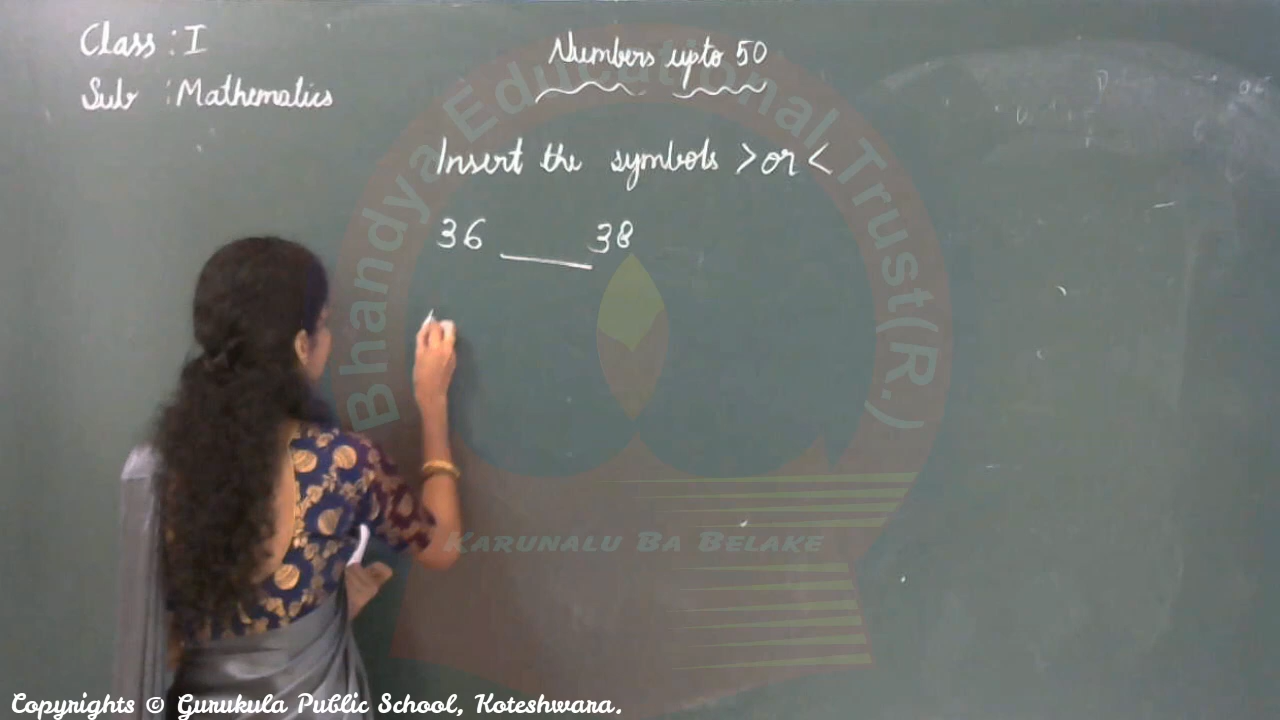 Class : I
Sub : Mathematics
Numbers upto 50
Insert the symbols > or <
36 ____ 38
Bhandya Educational Trust(R.)
KARUNALU BA BELAKE
Copyrights © Gurukula Public School, Koteshwara.